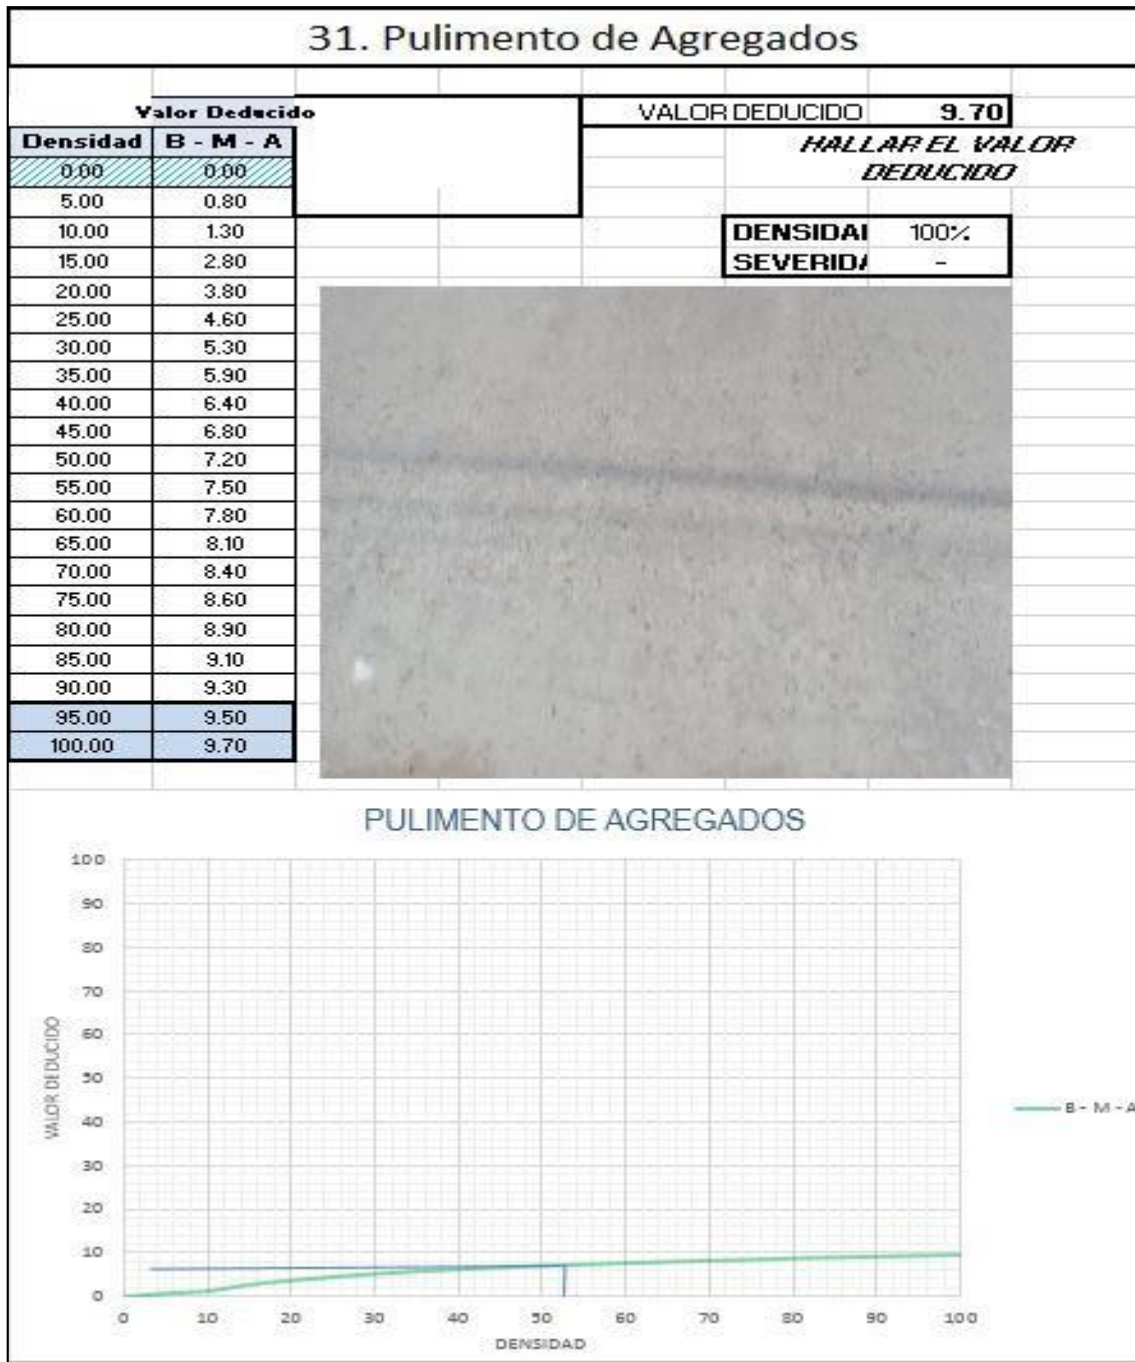 31. Pulimento de Agregados
Valor Deducido
VALOR DEDUCIDO 9.70
Densidad B - M - A
HALLAR EL VALOR
DEDUCIDO
0.00 0.00
5.00 0.80
10.00 1.30
DENSIDAI 100%
15.00 2.80
SEVERID/ -
20.00 3.80
25.00 4.60
30.00 5.30
35.00 5.90
40.00 6.40
45.00 6.80
50.00 7.20
55.00 7.50
60.00 7.80
65.00 8.10
70.00 8.40
75.00 8.60
80.00 8.90
85.00 9.10
90.00 9.30
95.00 9.50
100.00 9.70
PULIMENTO DE AGREGADOS
100
90
80
70
60
50
40
30
20
10
0
VALOR DEDUCIDO
B - M - A
0 10 20 30 40 50 60 70 80 90 100
DENSIDAD